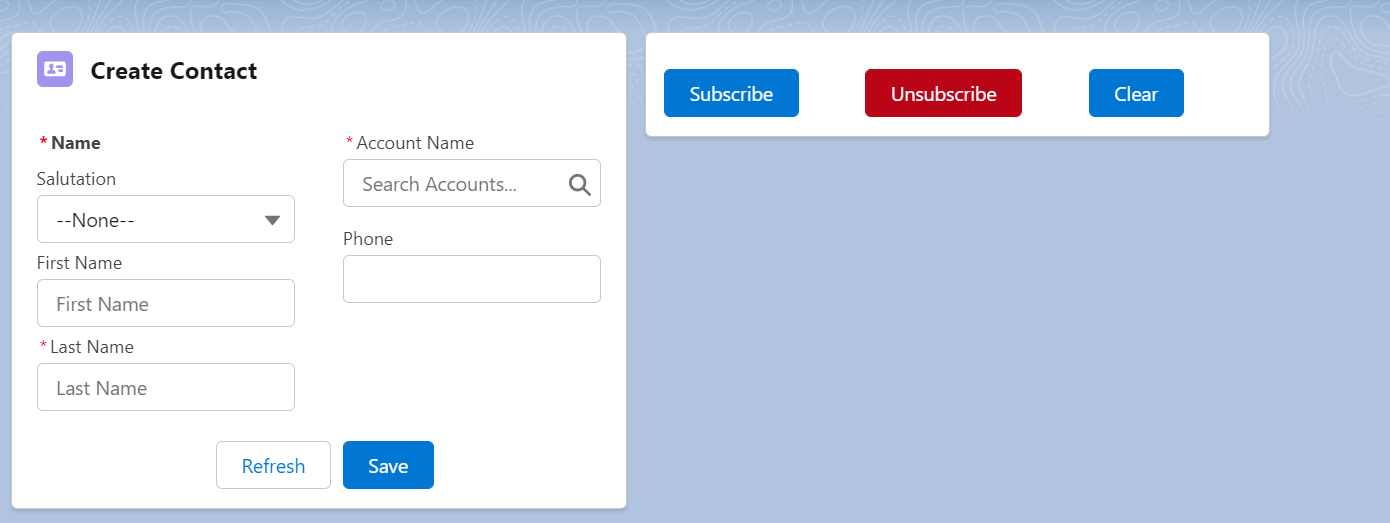 Create Contact
* Name
Salutation
--None--
First Name
First Name
* Last Name
Last Name
* Account Name
Search Accounts...
Phone
Refresh
Save
Subscribe
Unsubscribe
Clear